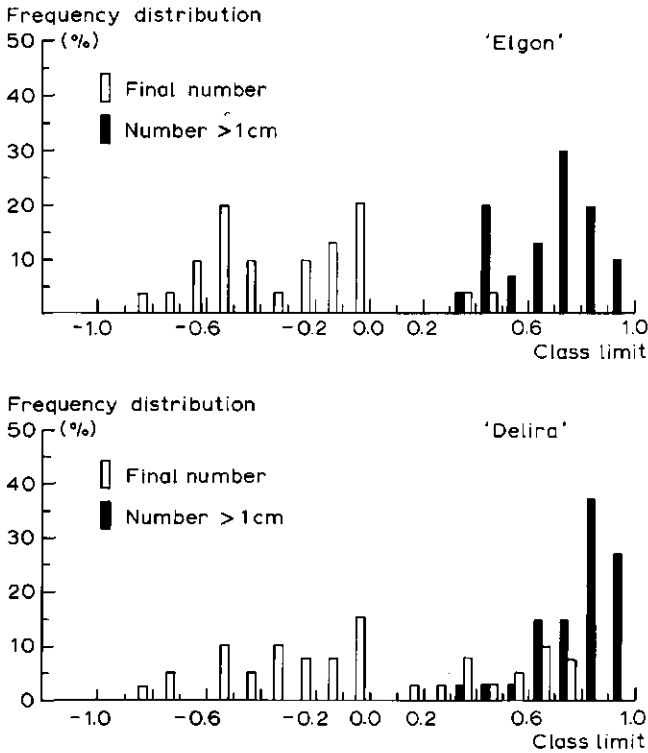 Frequency distribution
50 (%) 'Elgon'
Final number
40
Number >1cm
30
20
10
0
-1.0 -0.6 -0.2 0.0 0.2 0.6 1.0
Class limit
Frequency distribution
50 (%) 'Delira'
Final number
40
Number >1cm
30
20
10
0
-1.0 -0.6 -0.2 0.0 0.2 0.6 1.0
Class limit